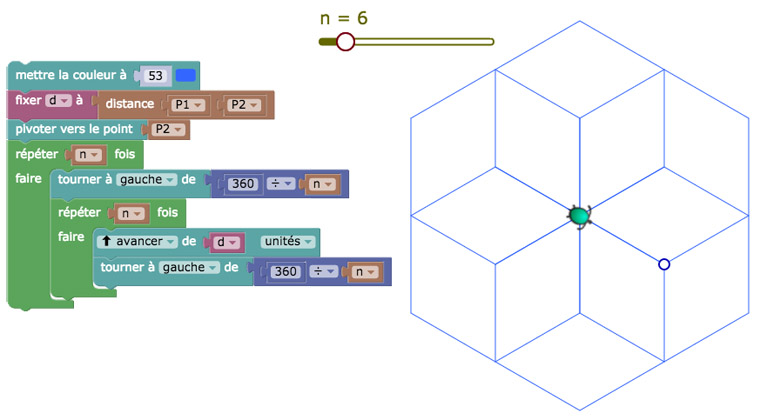 n = 6
mettre la couleur à 53
fixer d à distance P1 P2
pivoter vers le point P2
répéter n fois
faire tourner à gauche de 360 ÷ n
répéter n fois
faire avancer de d unités
tourner à gauche de 360 ÷ n